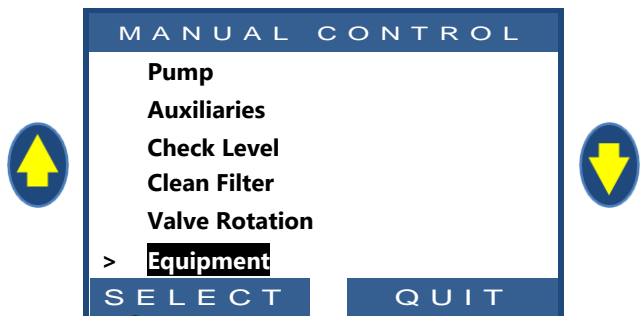 MANUAL CONTROL
Pump
Auxiliaries
Check Level
Clean Filter
Valve Rotation
> Equipment
SELECT QUIT